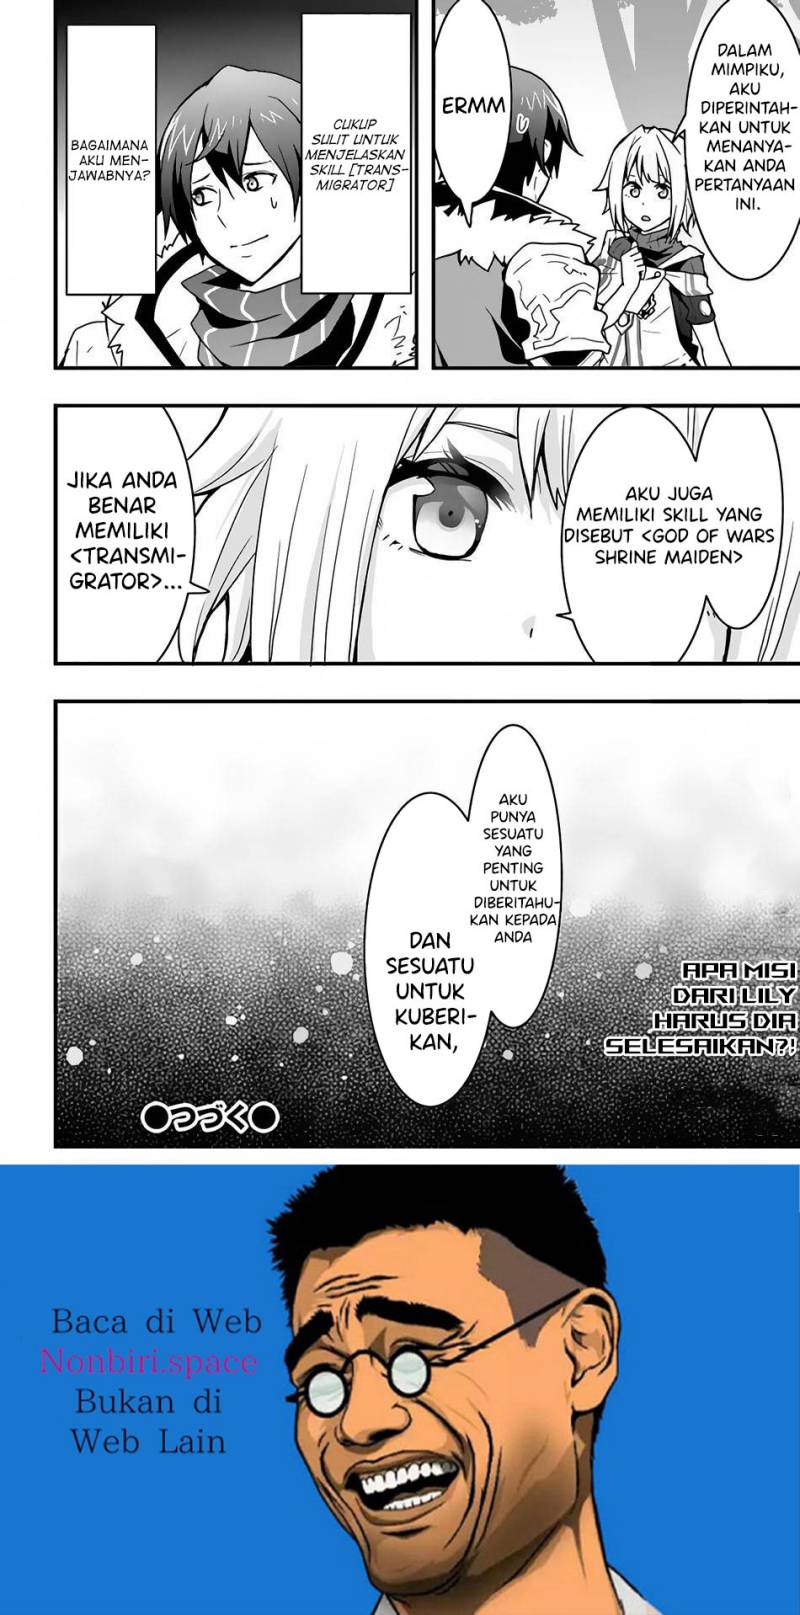 DALAM
MIMPIKU,
AKU
DIPERINTAH-
KAN UNTUK
MENANYA-
KAN ANDA
PERTANYAAN
INI.
ERMM
CUKUP
SULIT UNTUK
MENJELASKAN
SKILL [TRANS-
MIGRATOR]
BAGAIMANA
AKU MEN-
JAWABNYA?
AKU JUGA
MEMILIKI SKILL YANG
DISEBUT <GOD OF WARS
SHRINE MAIDEN>
JIKA ANDA
BENAR
MEMILIKI
<TRANSMI-
GRATOR>...
AKU
PUNYA
SESUATU
YANG
PENTING
UNTUK
DIBERITAHU-
KAN KEPADA
ANDA
DAN
SESUATU
UNTUK
KUBERI-
KAN,
APA MISI
DARI LILY
HARUS DIA
SELESAIKAN?!
●つづく●
Baca di Web
Nonbiri.space
Bukan di
Web Lain